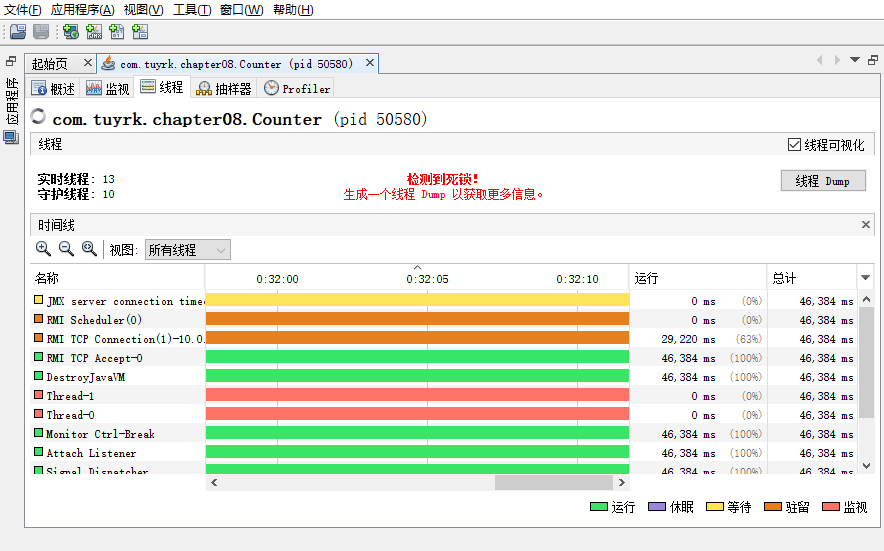 文件(F) 应用程序(A) 视图(V) 工具(T) 窗口(W) 帮助(H)
应用程序
起始页 com.tuyrk.chapter08.Counter (pid 50580)
概述 监视 线程 抽样器 Profiler
com.tuyrk.chapter08.Counter (pid 50580)
线程 线程可视化
实时线程: 13
守护线程: 10
检测到死锁!
生成一个线程 Dump 以获取更多信息。
线程 Dump
时间线
视图: 所有线程
名称 0:32:00 0:32:05 0:32:10 运行 总计
JMX server connection timeo 0 ms (0%) 46,384 ms
RMI Scheduler(0) 0 ms (0%) 46,384 ms
RMI TCP Connection(1)-10.0. 29,220 ms (63%) 46,384 ms
RMI TCP Accept-0 46,384 ms (100%) 46,384 ms
DestroyJavaVM 46,384 ms (100%) 46,384 ms
Thread-1 0 ms (0%) 46,384 ms
Thread-0 0 ms (0%) 46,384 ms
Monitor Ctrl-Break 46,384 ms (100%) 46,384 ms
Attach Listener 46,384 ms (100%) 46,384 ms
Signal Dispatcher 46,384 ms (100%) 46,384 ms
运行 休眠 等待 驻留 监视